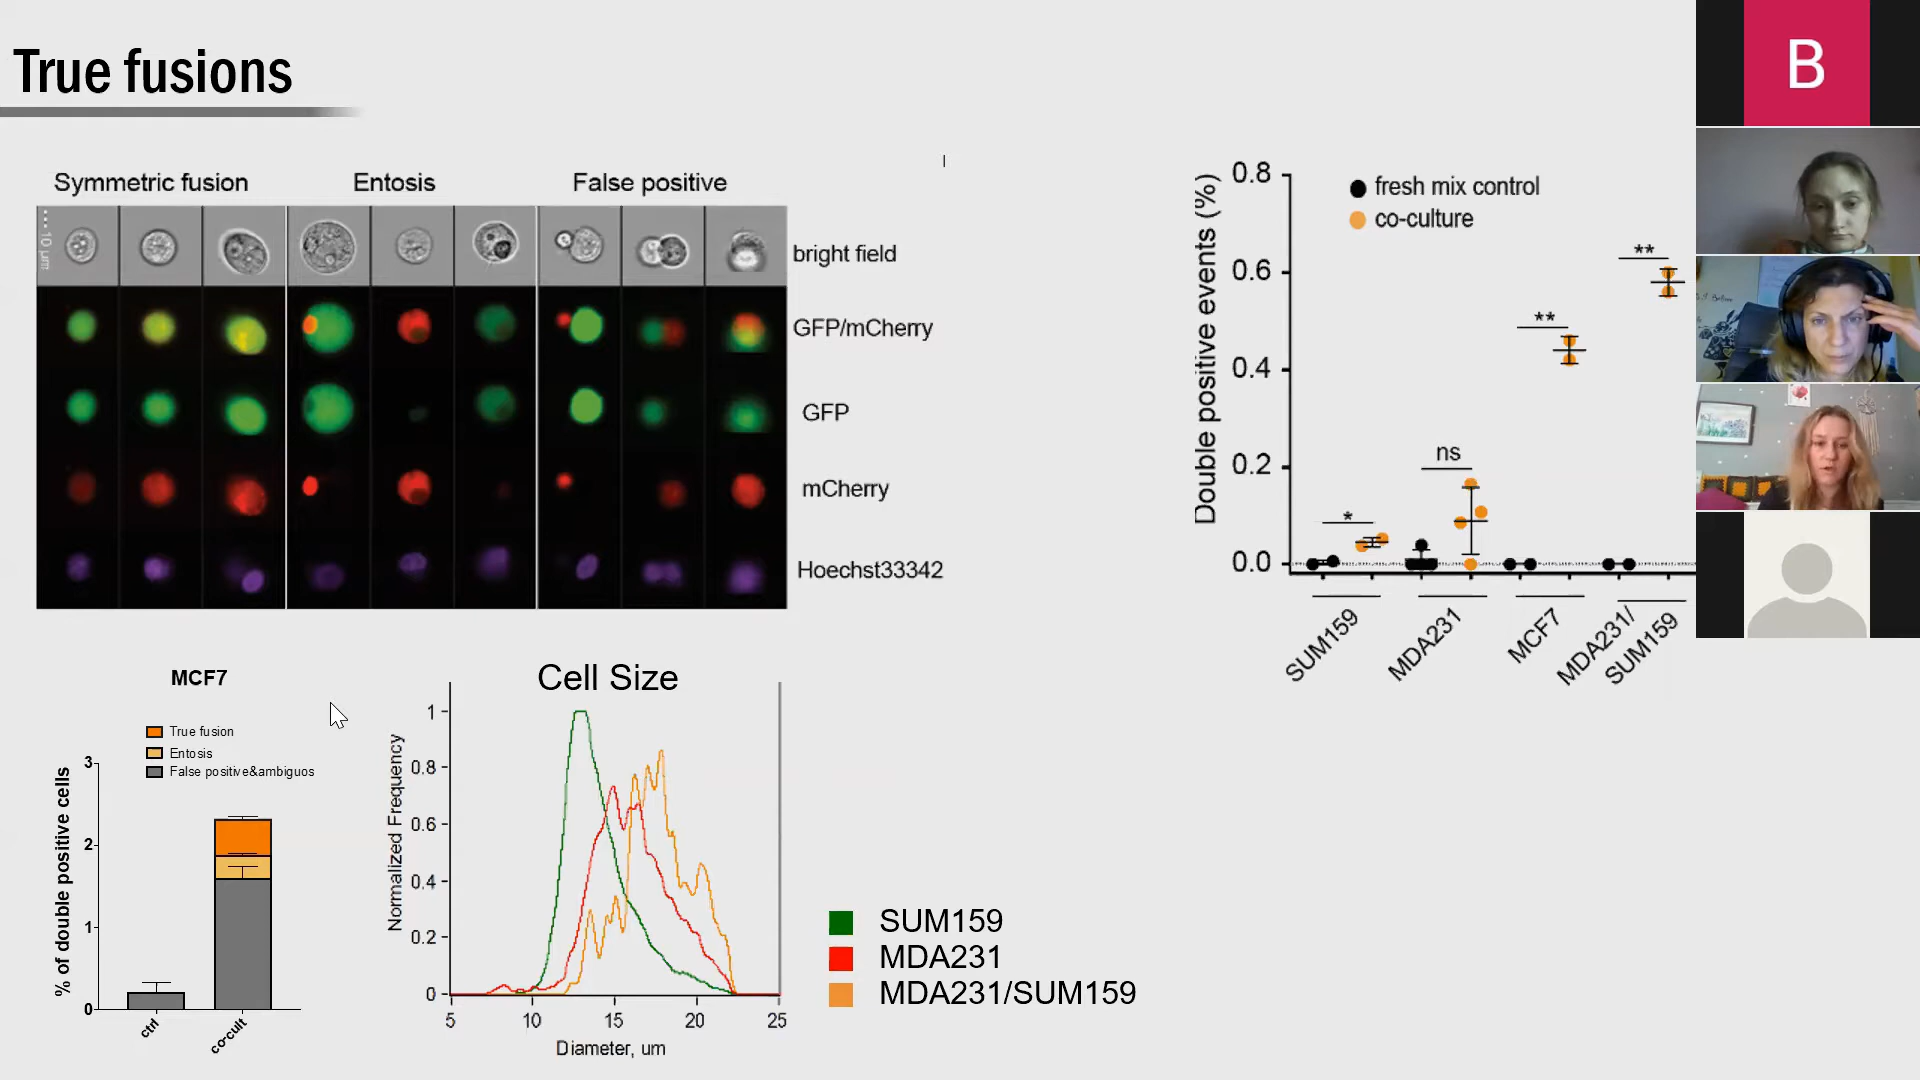 True fusions
Symmetric fusion
Entosis
False positive
10 µm
bright field
GFP/mCherry
GFP
mCherry
Hoechst33342
Double positive events (%)
0.8
0.6
0.4
0.2
0.0
fresh mix control
co-culture
*
ns
**
**
SUM159
MDA231
MCF7
MDA231/
SUM159
B
MCF7
True fusion
Entosis
False positive&ambiguos
% of double positive cells
3
2
1
0
ctrl
co-cult
Cell Size
Normalized Frequency
1
0.8
0.6
0.4
0.2
0
5
10
15
20
25
Diameter, um
SUM159
MDA231
MDA231/SUM159